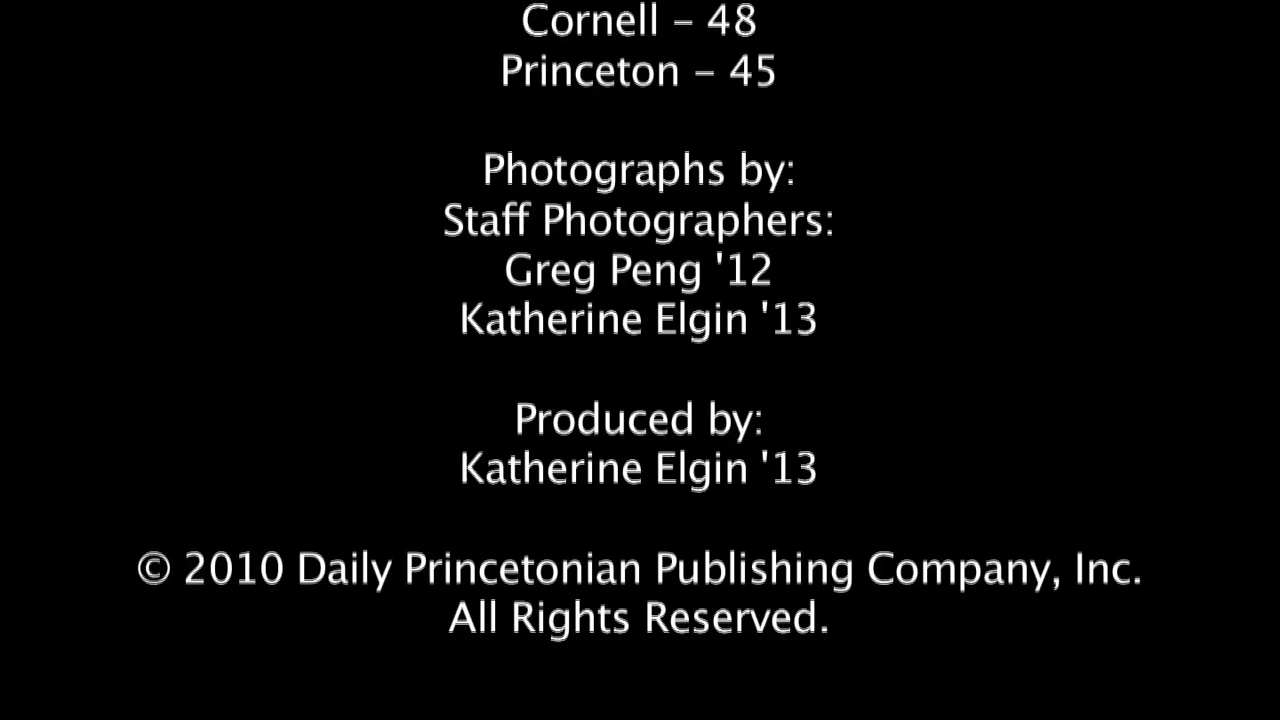 Cornell – 48
Princeton – 45
Photographs by:
Staff Photographers:
Greg Peng '12
Katherine Elgin '13
Produced by:
Katherine Elgin '13
© 2010 Daily Princetonian Publishing Company, Inc.
All Rights Reserved.